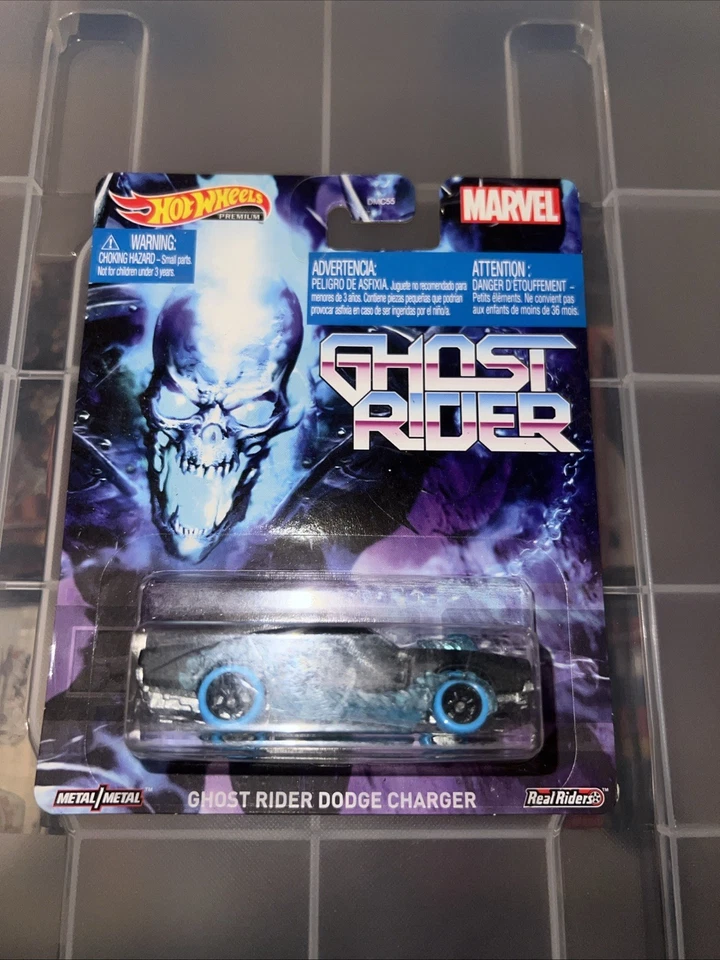 HOT WHEELS
PREMIUM
DMC55
MARVEL
WARNING:
CHOKING HAZARD – Small parts.
Not for children under 3 years.
ADVERTENCIA:
PELIGRO DE ASFIXIA. Juguete no recomendado para
menores de 3 años. Contiene piezas pequeñas que podrían
provocar asfixia en caso de ser ingeridas por el niño/a.
ATTENTION :
DANGER D'ÉTOUFFEMENT –
Petits éléments. Ne convient pas
aux enfants de moins de 36 mois.
GHOST
RIDER
METAL/METAL™
GHOST RIDER DODGE CHARGER
Real Riders™